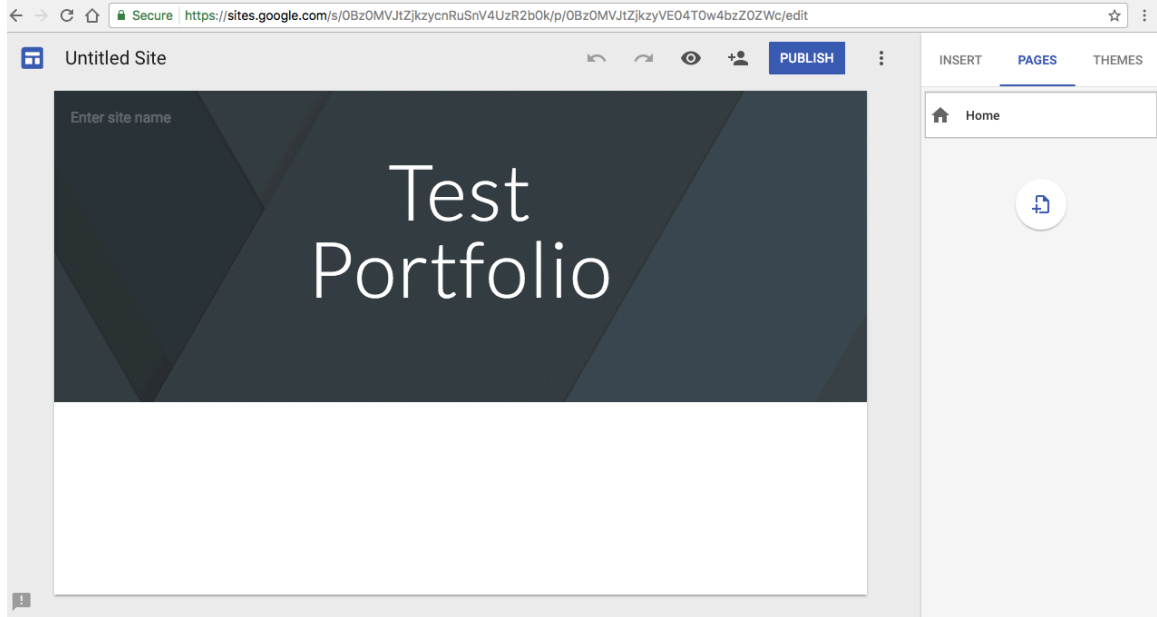 Secure https://sites.google.com/s/0Bz0MVJtZjkzycnRuSnV4UzR2b0k/p/0Bz0MVJtZjkzyVE04T0w4bzZ0ZWc/edit
Untitled Site
PUBLISH
INSERT PAGES THEMES
Enter site name
Home
Test
Portfolio